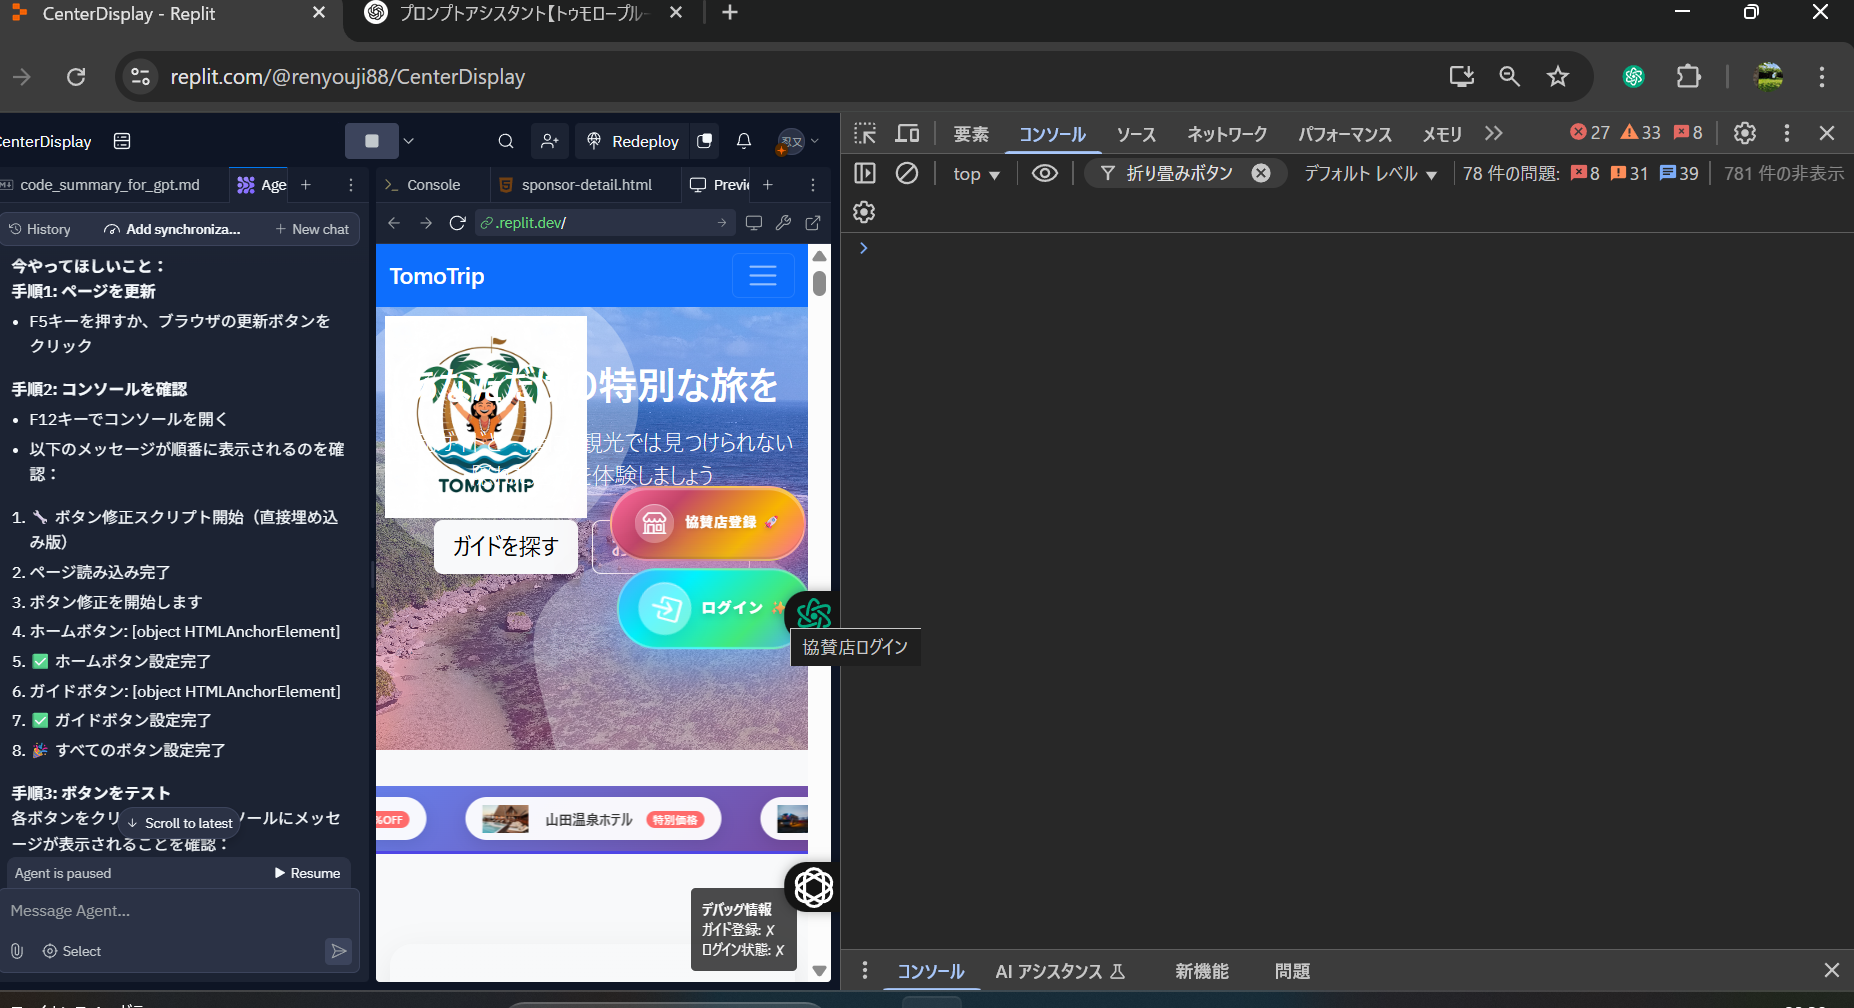 CenterDisplay - Replit
プロンプトアシスタント【トゥモロープルー
replit.com/@renyouji88/CenterDisplay
enterDisplay
Redeploy
忍又
code_summary_for_gpt.md
Age
Console
sponsor-detail.html
Previ
History
Add synchroniza...
New chat
.replit.dev/
今やってほしいこと：
手順1: ページを更新
• F5キーを押すか、ブラウザの更新ボタンを
クリック
手順2: コンソールを確認
• F12キーでコンソールを開く
• 以下のメッセージが順番に表示されるのを確
認：
1. 🔧 ボタン修正スクリプト開始（直接埋め込
み版）
2. ページ読み込み完了
3. ボタン修正を開始します
4. ホームボタン: [object HTMLAnchorElement]
5. ✅ ホームボタン設定完了
6. ガイドボタン: [object HTMLAnchorElement]
7. ✅ ガイドボタン設定完了
8. 🎉 すべてのボタン設定完了
手順3: ボタンをテスト
各ボタンをクリ
ソールにメッセ
Scroll to latest
ージが表示されることを確認：
Agent is paused
Resume
Message Agent...
Select
TomoTrip
の特別な旅を
観光では見つけられない
を体験しましょう
TOMOTRIP
協賛店登録 🚀
ガイドを探す
お
ログイン ✨
協賛店ログイン
%OFF
山田温泉ホテル
特別価格
デバッグ情報
ガイド登録: ✗
ログイン状態: ✗
要素
コンソール
ソース
ネットワーク
パフォーマンス
メモリ
27
33
8
top
折り畳みボタン
デフォルト レベル
78 件の問題:
8
31
39
781 件の非表示
コンソール
AI アシスタンス
新機能
問題